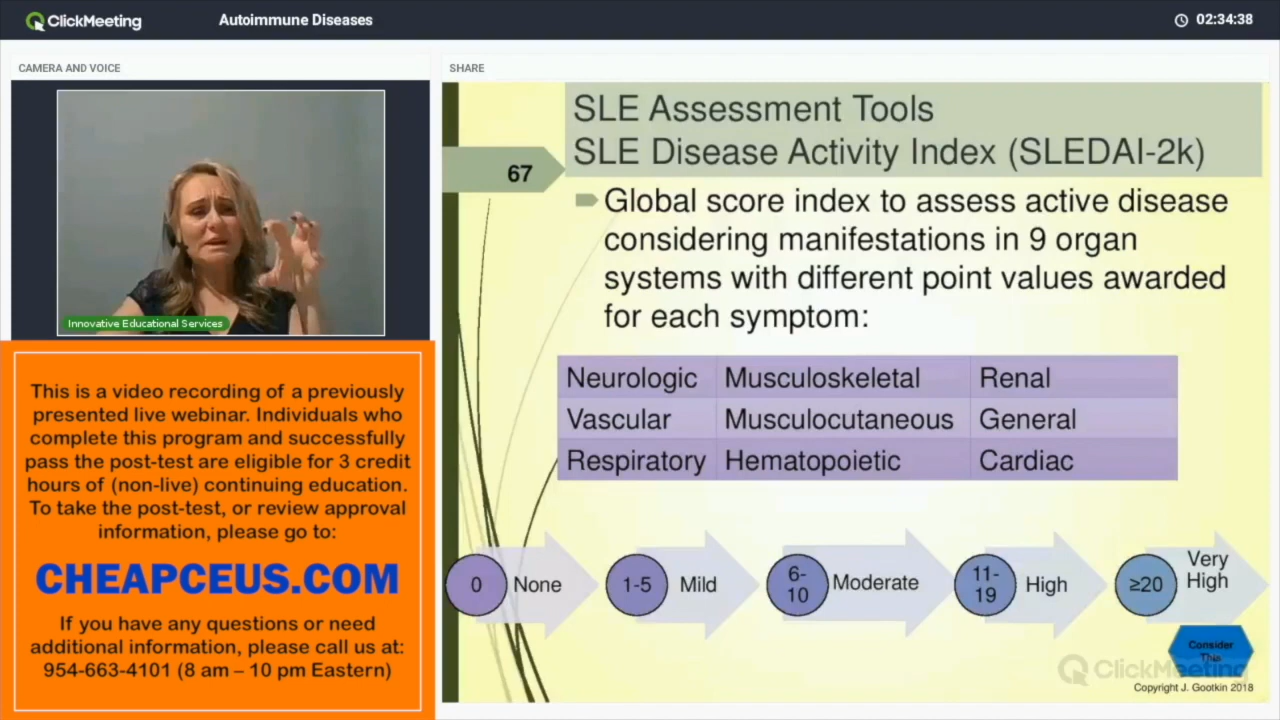 ClickMeeting
Autoimmune Diseases
02:34:38
CAMERA AND VOICE
SHARE
Innovative Educational Services
This is a video recording of a previously
presented live webinar. Individuals who
complete this program and successfully
pass the post-test are eligible for 3 credit
hours of (non-live) continuing education.
To take the post-test, or review approval
information, please go to:
CHEAPCEUS.COM
If you have any questions or need
additional information, please call us at:
954-663-4101 (8 am – 10 pm Eastern)
SLE Assessment Tools
SLE Disease Activity Index (SLEDAI-2k)
67
Global score index to assess active disease
considering manifestations in 9 organ
systems with different point values awarded
for each symptom:
Neurologic Musculoskeletal Renal
Vascular Musculocutaneous General
Respiratory Hematopoietic Cardiac
0 None
1-5 Mild
6-
10 Moderate
11-
19 High
≥20 Very
High
Consider
This
ClickMeeting
Copyright J. Gootkin 2018